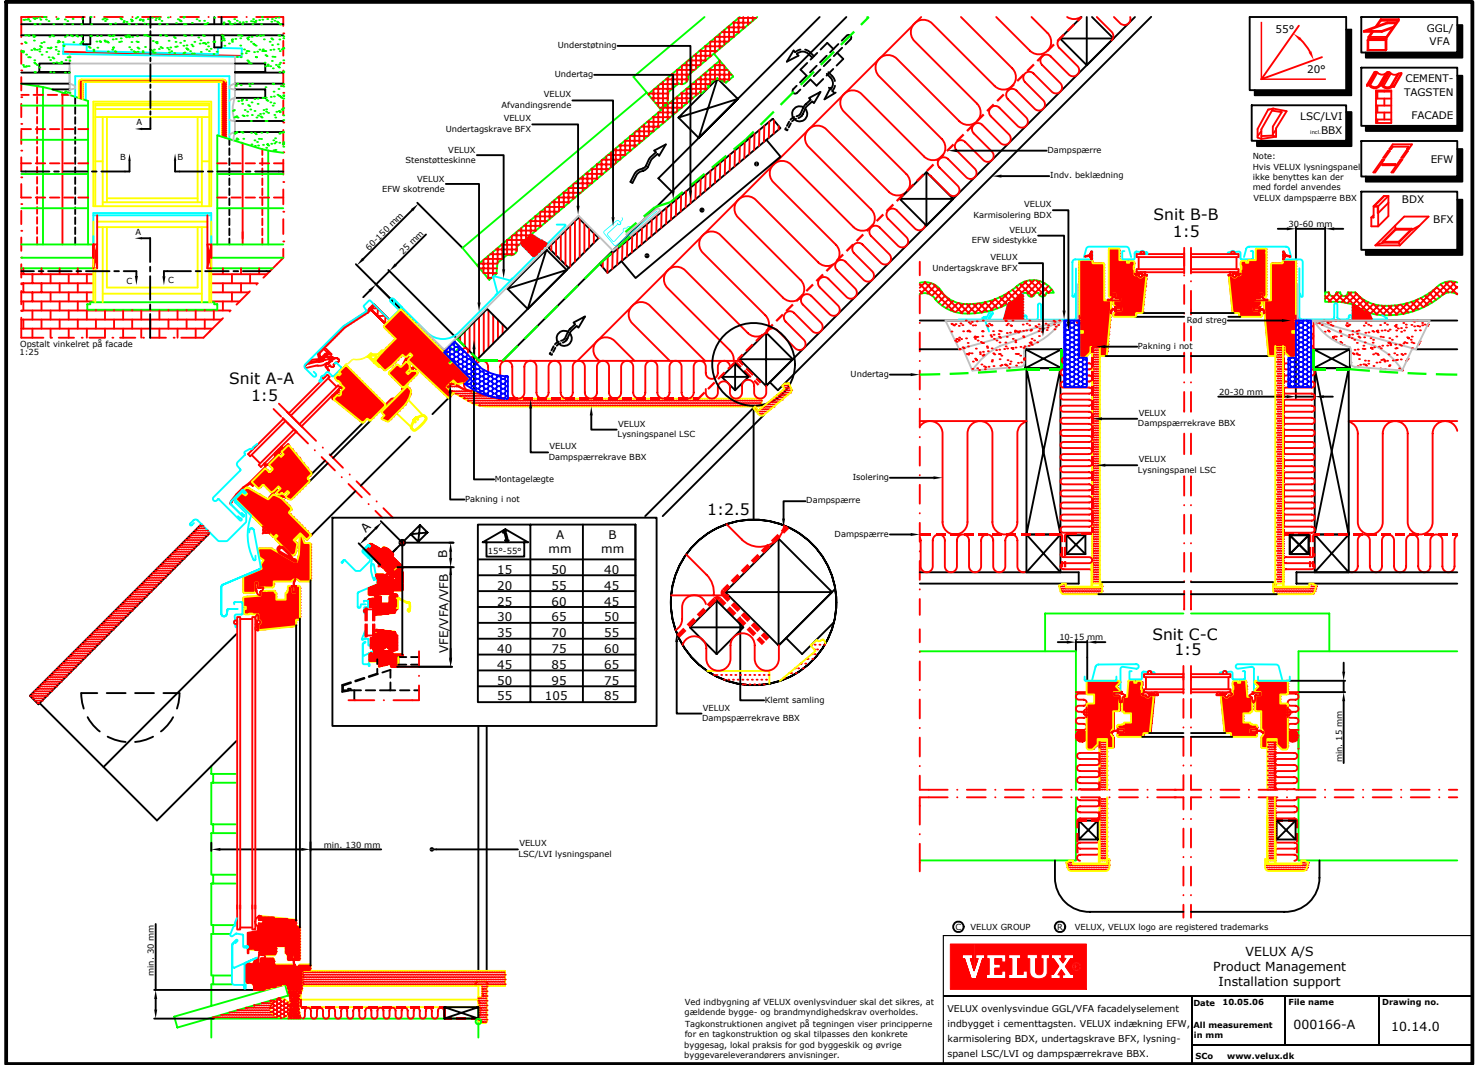 A
A
B
B
A
A
C
C
Opstalt vinkelret på facade
1:25
Snit A-A
1:5
Understøtning
Undertag
VELUX
Afvandingsrende
VELUX
Undertagskrave BFX
VELUX
Stenstøtteskinne
VELUX
EFW skotrende
60-150 mm
25 mm
Dampspærre
Indv. beklædning
VELUX
Lysningspanel LSC
VELUX
Dampspærrekrave BBX
Montagelægte
Pakning i not
min. 130 mm
min. 30 mm
VELUX
LSC/LVI lysningspanel
A
B
VFE/VFA/VFB
15°-55° A mm B mm
15 50 40
20 55 45
25 60 45
30 65 50
35 70 55
40 75 60
45 85 65
50 95 75
55 105 85
1:2.5
Dampspærre
Klemt samling
VELUX
Dampspærrekrave BBX
55°
20°
GGL/
VFA
CEMENT-
TAGSTEN
FACADE
LSC/LVI
incl. BBX
EFW
BDX
BFX
Note:
Hvis VELUX lysningspanel
ikke benyttes kan der
med fordel anvendes
VELUX dampspærre BBX
Snit B-B
1:5
30-60 mm
VELUX
Karmisolering BDX
VELUX
EFW sidestykke
VELUX
Undertagskrave BFX
Rød streg
Pakning i not
Undertag
20-30 mm
VELUX
Dampspærrekrave BBX
VELUX
Lysningspanel LSC
Isolering
Dampspærre
Snit C-C
1:5
10-15 mm
min. 15 mm
C VELUX GROUP R VELUX, VELUX logo are registered trademarks
VELUX
VELUX A/S
Product Management
Installation support
VELUX ovenlysvindue GGL/VFA facadelyselement
indbygget i cementtagsten. VELUX indækning EFW,
karmisolering BDX, undertagskrave BFX, lysning-
spanel LSC/LVI og dampspærrekrave BBX.
Date 10.05.06
All measurement
in mm
File name
000166-A
Drawing no.
10.14.0
SCo www.velux.dk
Ved indbygning af VELUX ovenlysvinduer skal det sikres, at
gældende bygge- og brandmyndighedskrav overholdes.
Tagkonstruktionen angivet på tegningen viser principperne
for en tagkonstruktion og skal tilpasses den konkrete
byggesag, lokal praksis for god byggeskik og øvrige
byggevareleverandørers anvisninger.